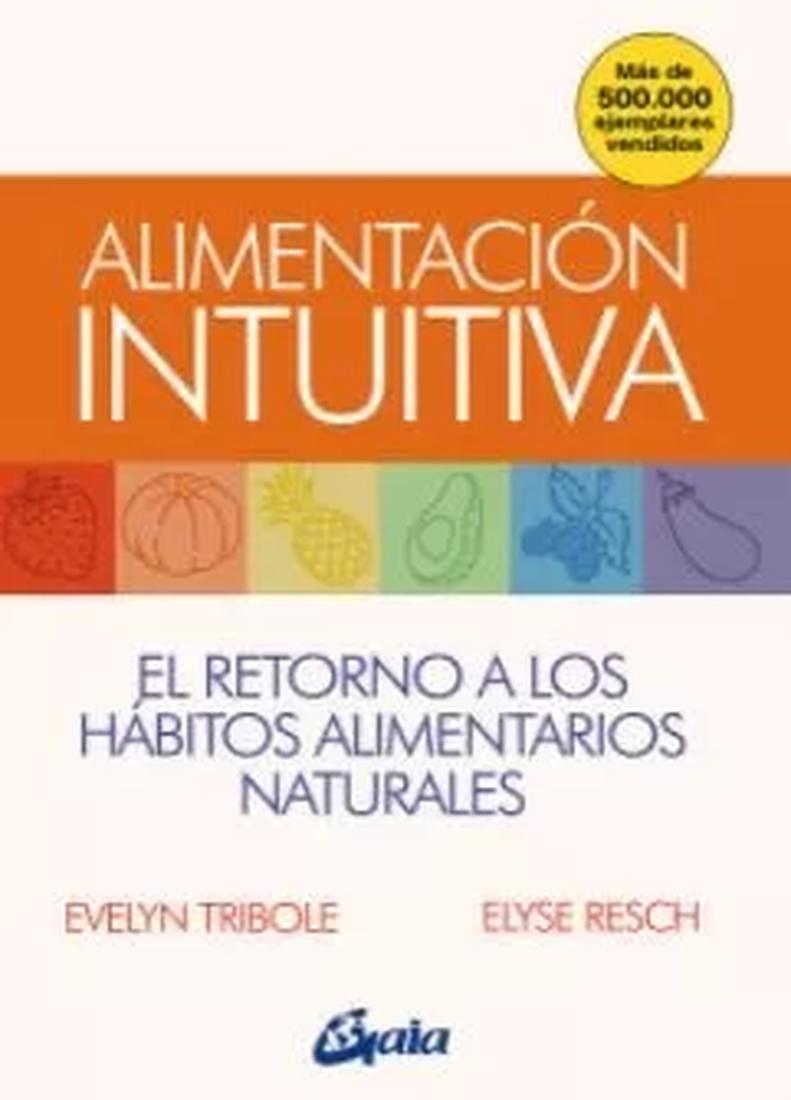 Más de
500.000
ejemplares
vendidos
ALIMENTACIÓN
INTUITIVA
EL RETORNO A LOS
HÁBITOS ALIMENTARIOS
NATURALES
EVELYN TRIBOLE ELYSE RESCH
Gaia